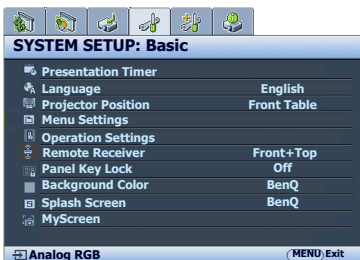 SYSTEM SETUP: Basic
Presentation Timer
Language English
Projector Position Front Table
Menu Settings
Operation Settings
Remote Receiver Front+Top
Panel Key Lock Off
Background Color BenQ
Splash Screen BenQ
MyScreen
Analog RGB MENU Exit